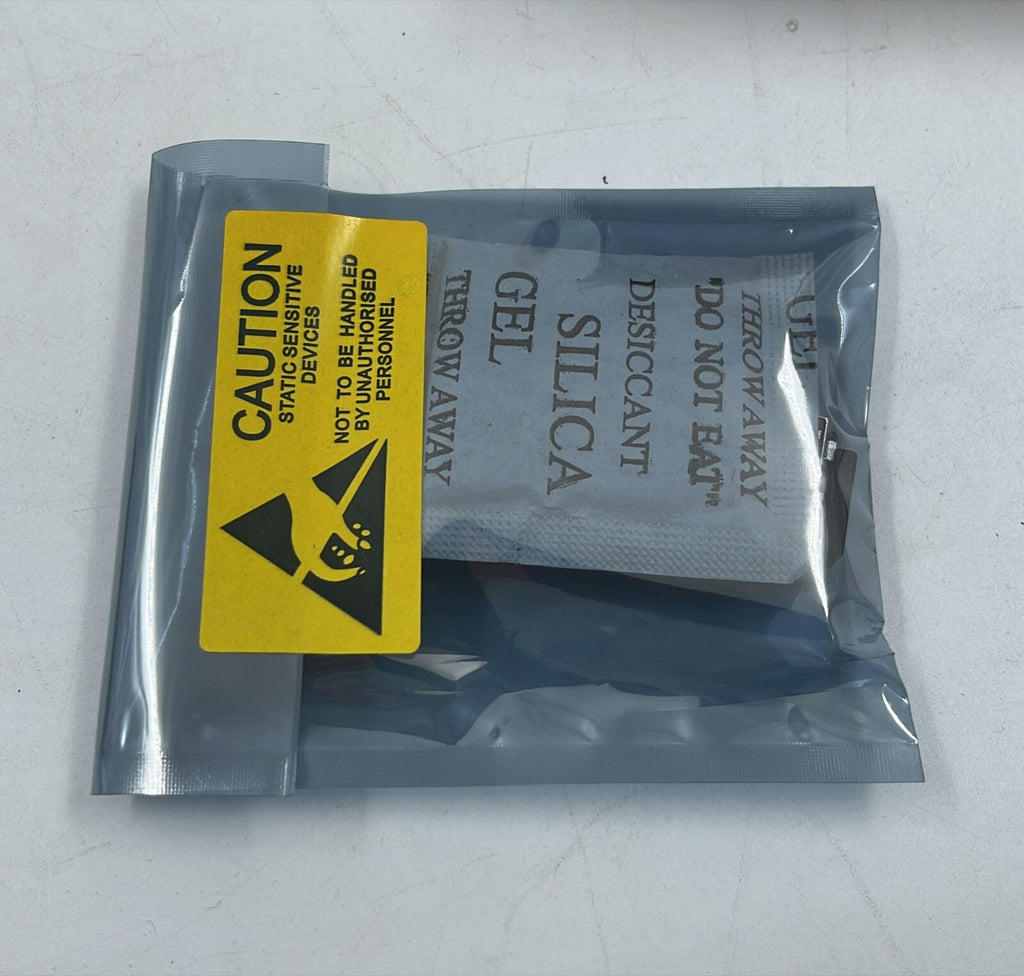 CAUTION
STATIC SENSITIVE
DEVICES
NOT TO BE HANDLED
BY UNAUTHORISED
PERSONNEL
GEL
THROW AWAY
"DO NOT EAT"
DESICCANT
SILICA
GEL
THROW AWAY